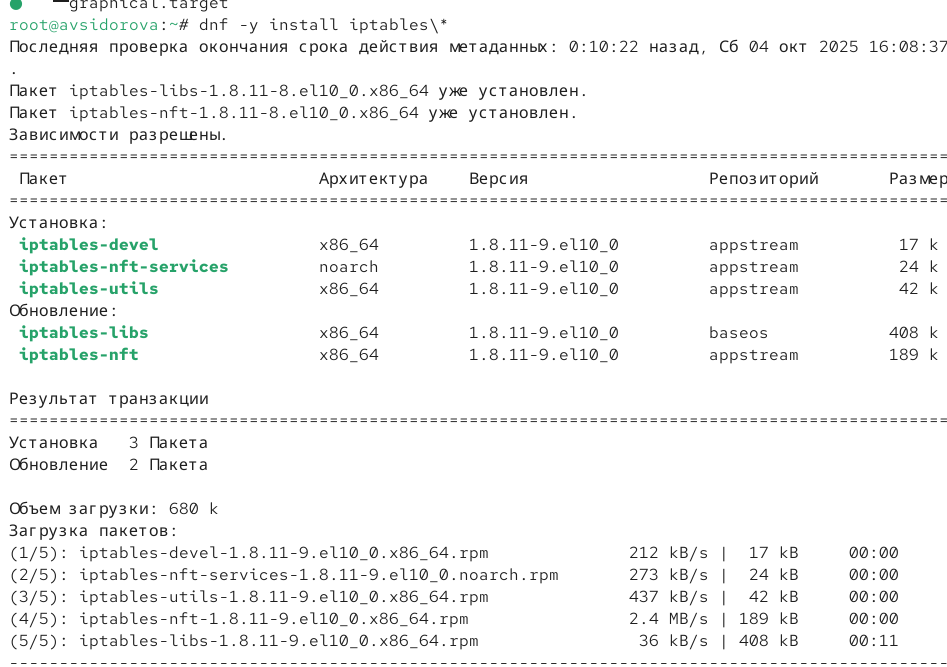 graphical.target
root@avsidorova:~# dnf -y install iptables\*
Последняя проверка окончания срока действия метаданных: 0:10:22 назад, Сб 04 окт 2025 16:08:37
.
Пакет iptables-libs-1.8.11-8.el10_0.x86_64 уже установлен.
Пакет iptables-nft-1.8.11-8.el10_0.x86_64 уже установлен.
Зависимости разрешены.
================================================================================
Пакет Архитектура Версия Репозиторий Размер
================================================================================
Установка:
iptables-devel x86_64 1.8.11-9.el10_0 appstream 17 k
iptables-nft-services noarch 1.8.11-9.el10_0 appstream 24 k
iptables-utils x86_64 1.8.11-9.el10_0 appstream 42 k
Обновление:
iptables-libs x86_64 1.8.11-9.el10_0 baseos 408 k
iptables-nft x86_64 1.8.11-9.el10_0 appstream 189 k
Результат транзакции
================================================================================
Установка 3 Пакета
Обновление 2 Пакета
Объем загрузки: 680 k
Загрузка пакетов:
(1/5): iptables-devel-1.8.11-9.el10_0.x86_64.rpm 212 kB/s | 17 kB 00:00
(2/5): iptables-nft-services-1.8.11-9.el10_0.noarch.rpm 273 kB/s | 24 kB 00:00
(3/5): iptables-utils-1.8.11-9.el10_0.x86_64.rpm 437 kB/s | 42 kB 00:00
(4/5): iptables-nft-1.8.11-9.el10_0.x86_64.rpm 2.4 MB/s | 189 kB 00:00
(5/5): iptables-libs-1.8.11-9.el10_0.x86_64.rpm 36 kB/s | 408 kB 00:11
--------------------------------------------------------------------------------